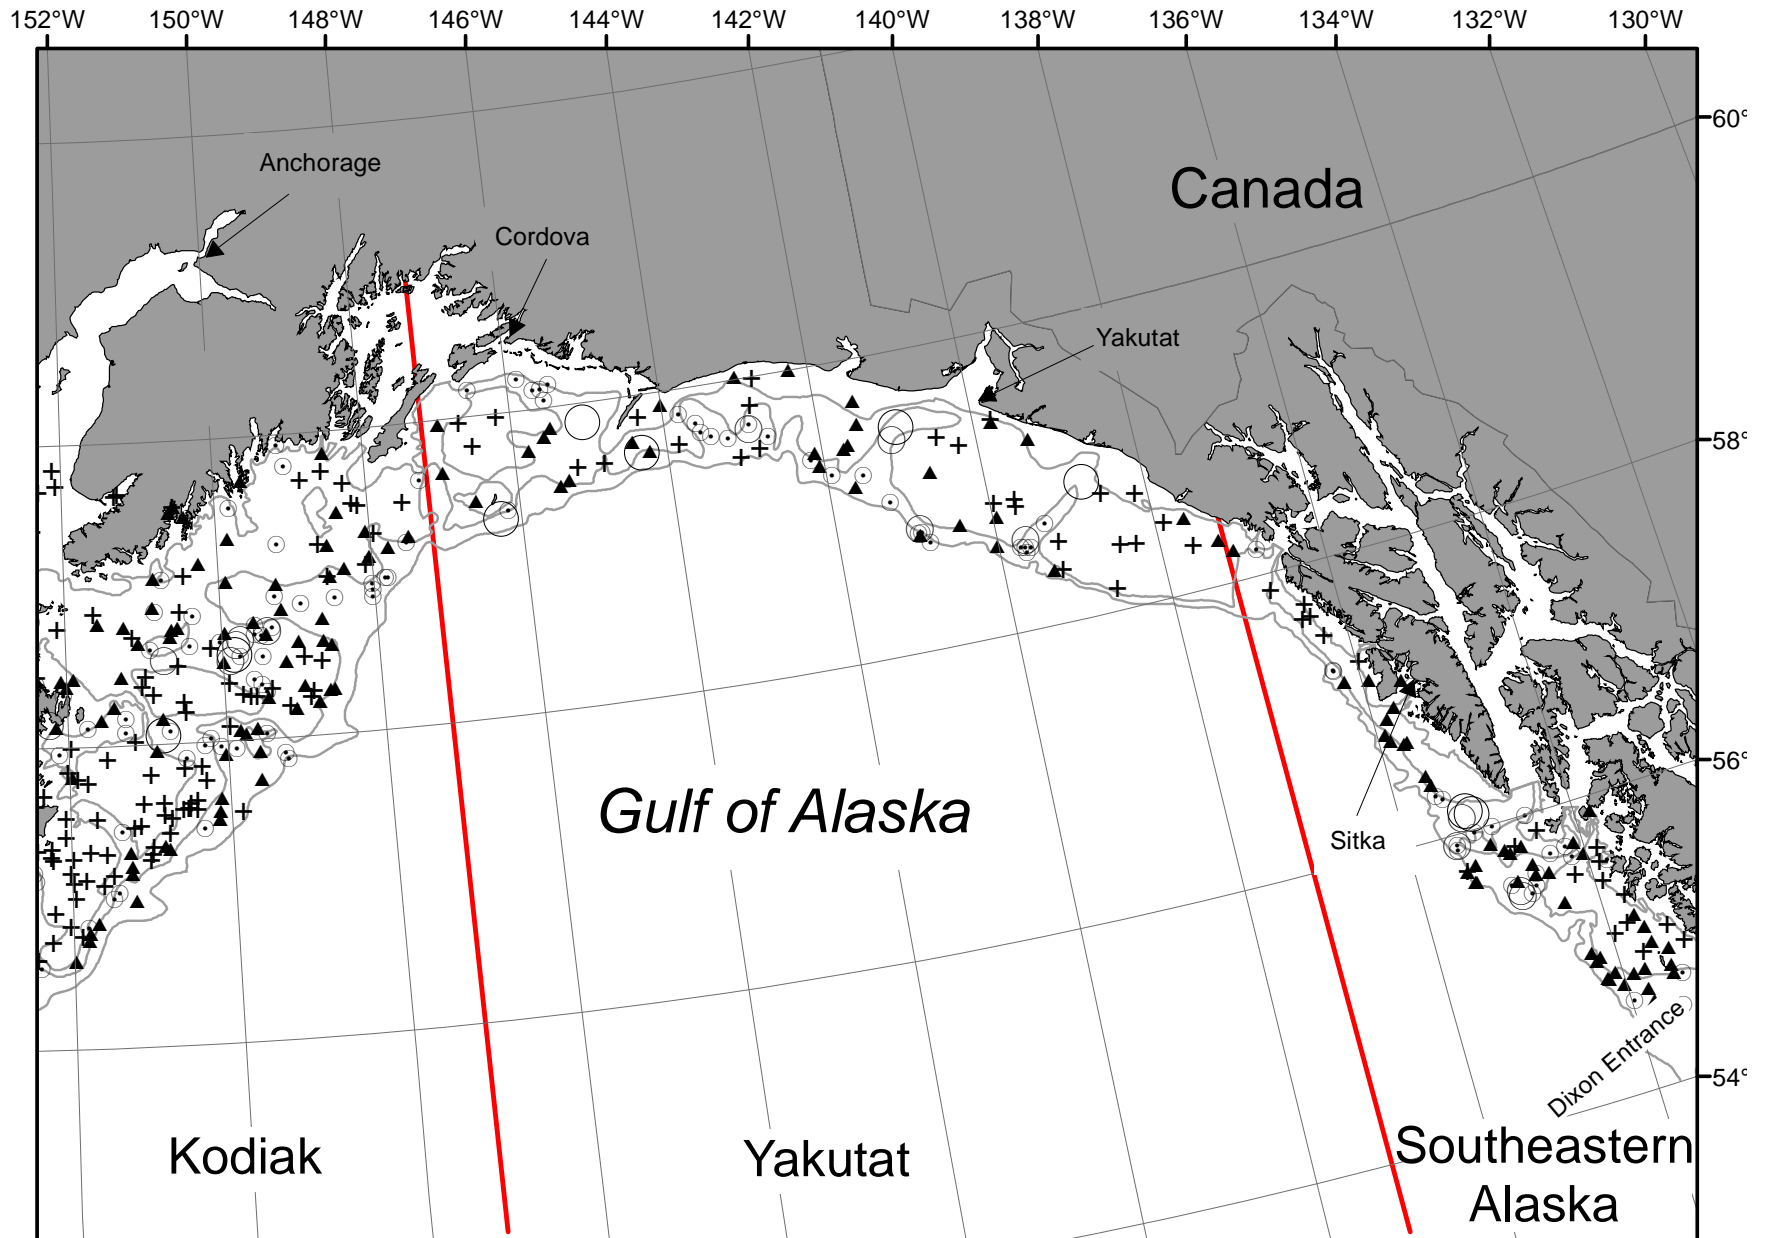 152°W 150°W 148°W 146°W 144°W 142°W 140°W 138°W 136°W 134°W 132°W 130°W
60°
Anchorage
Canada
Cordova
Yakutat
58°
56°
Gulf of Alaska
Sitka
Dixon Entrance
54°
Kodiak
Yakutat
Southeastern
Alaska